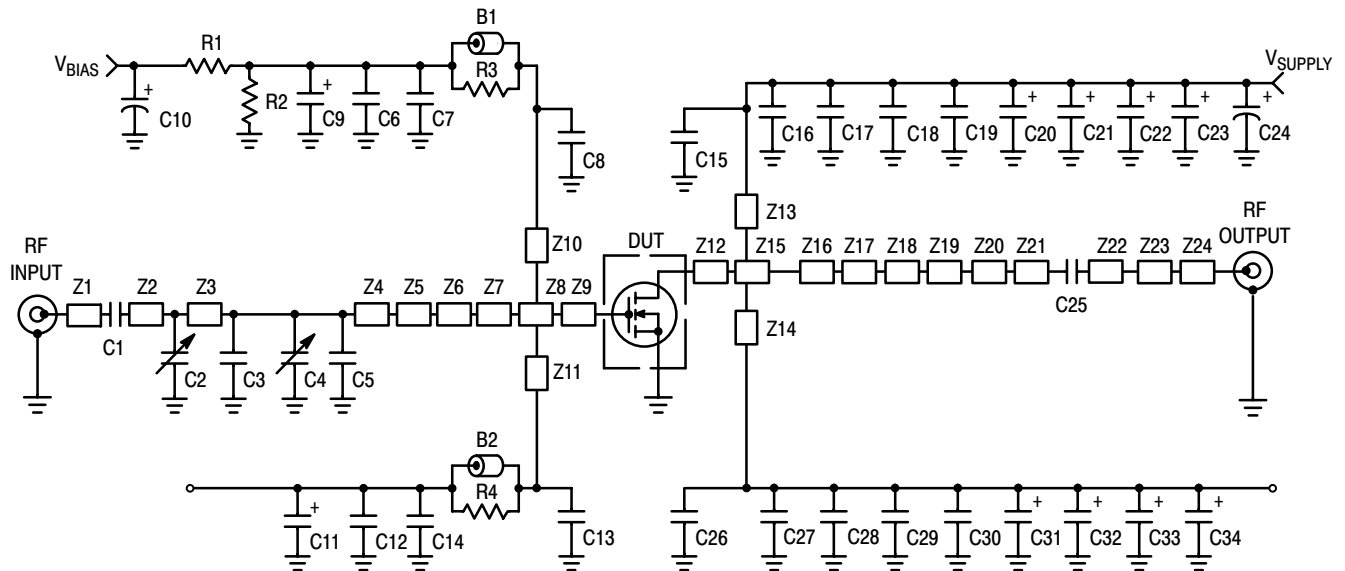 B1
R1
V_BIAS
R3
V_SUPPLY
+
R2
+
C10
C9
C6
C7
C8
C15
C16
C17
C18
C19
+
C20
+
C21
+
C22
+
C23
+
C24
Z13
Z10
DUT
RF
INPUT
RF
OUTPUT
Z12
Z15
Z16
Z17
Z18
Z19
Z20
Z21
Z22
Z23
Z24
C25
Z1
Z2
Z3
Z4
Z5
Z6
Z7
Z8
Z9
C1
Z14
C2
C3
C4
C5
Z11
B2
R4
+
C11
C12
C14
C13
C26
C27
C28
C29
C30
+
C31
+
C32
+
C33
+
C34